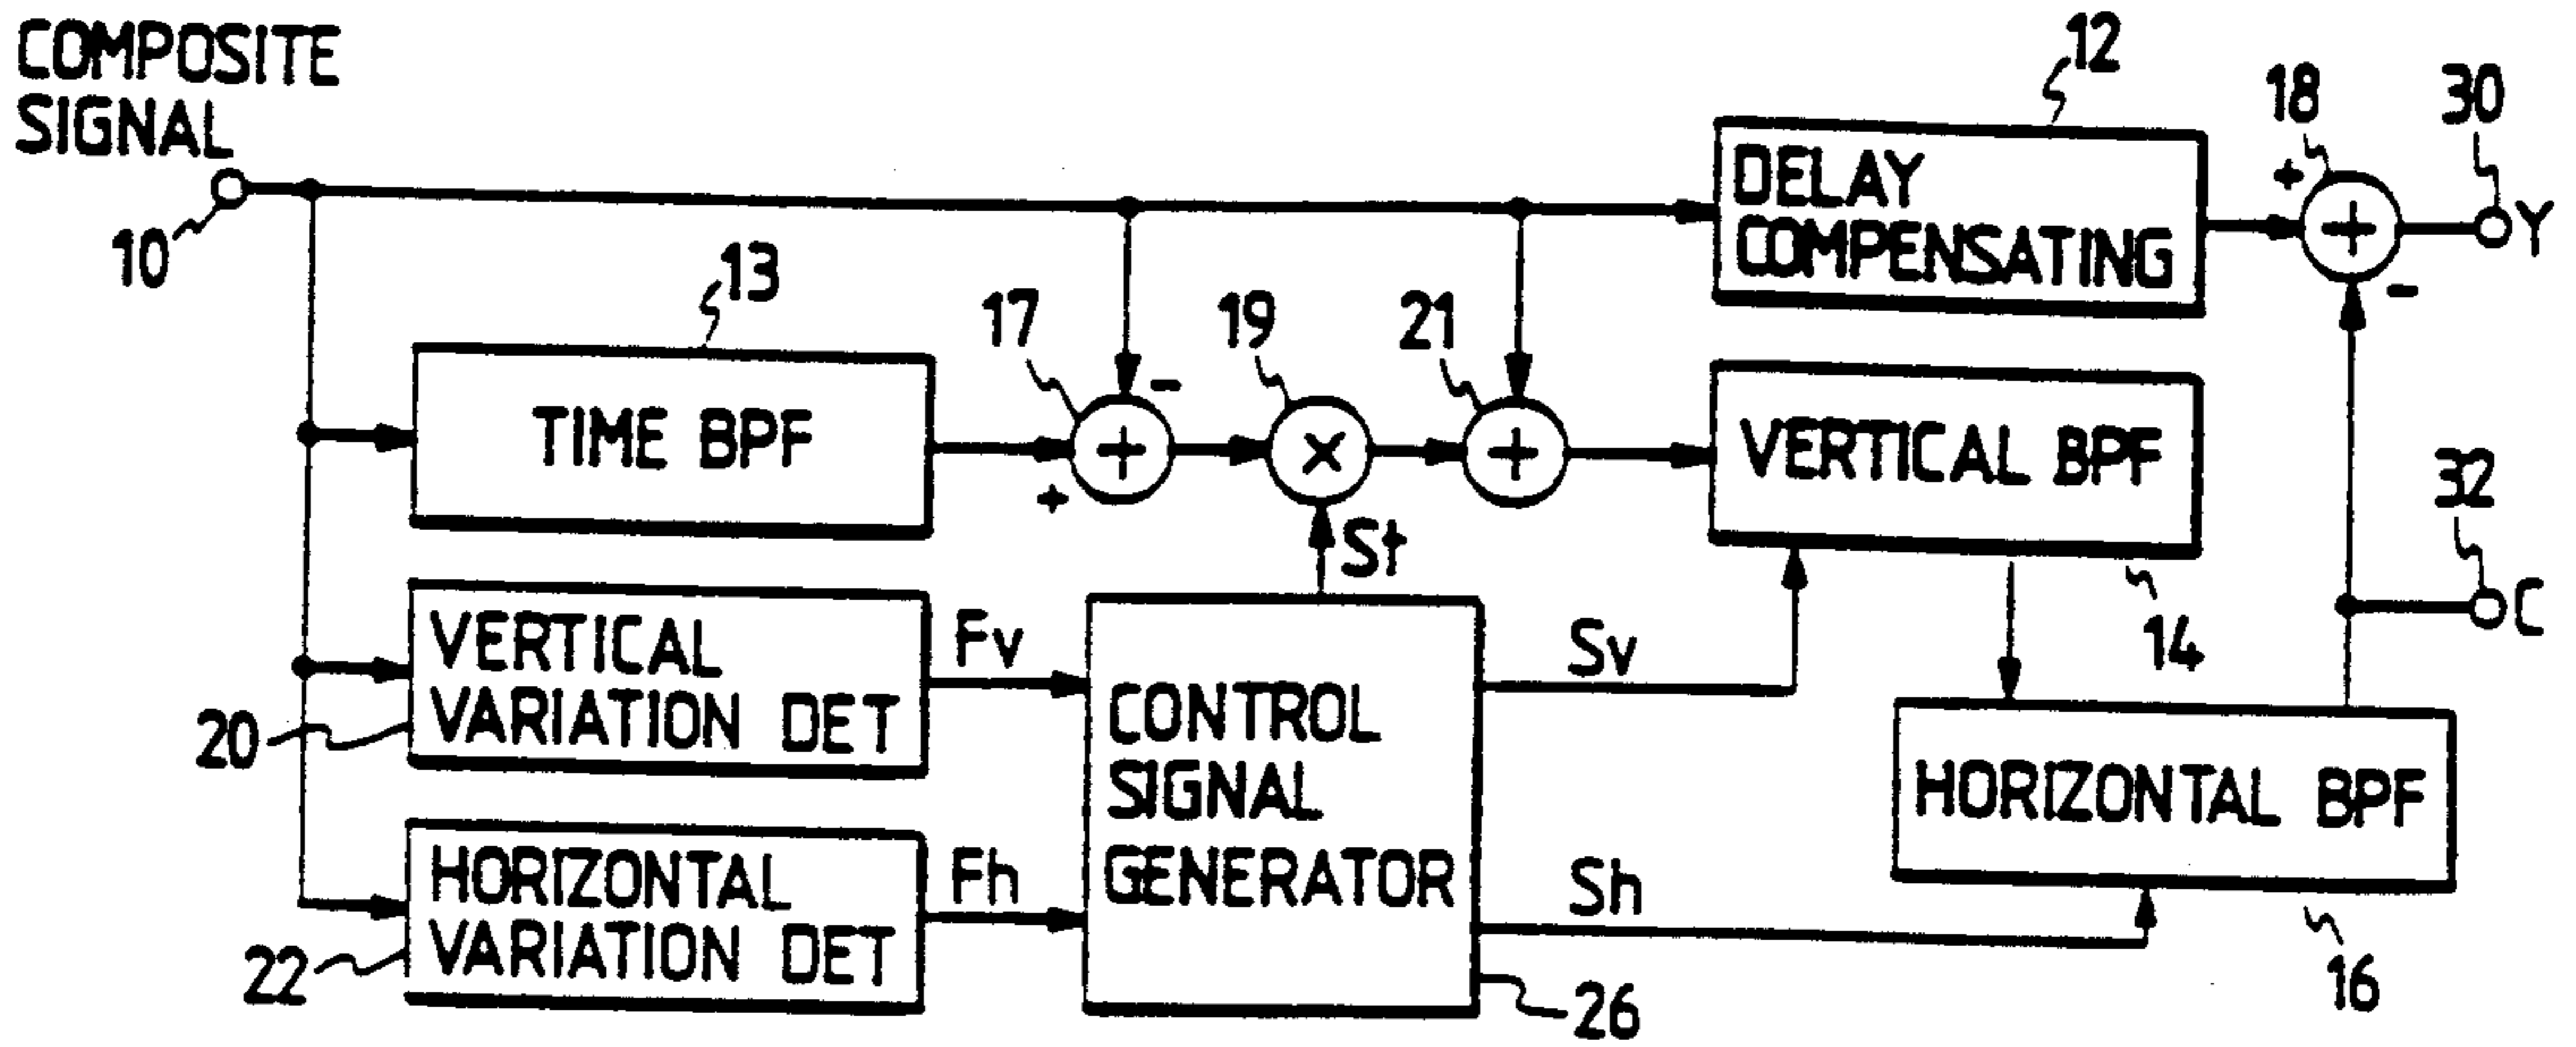 COMPOSITE
SIGNAL
10
12
18
30
+
DELAY
COMPENSATING
+
Y
-
13
17
19
21
TIME BPF
-
+
+
×
+
VERTICAL BPF
14
32
C
St
VERTICAL
VARIATION DET
20
Fv
CONTROL
SIGNAL
GENERATOR
Sv
HORIZONTAL BPF
16
HORIZONTAL
VARIATION DET
22
Fh
Sh
26